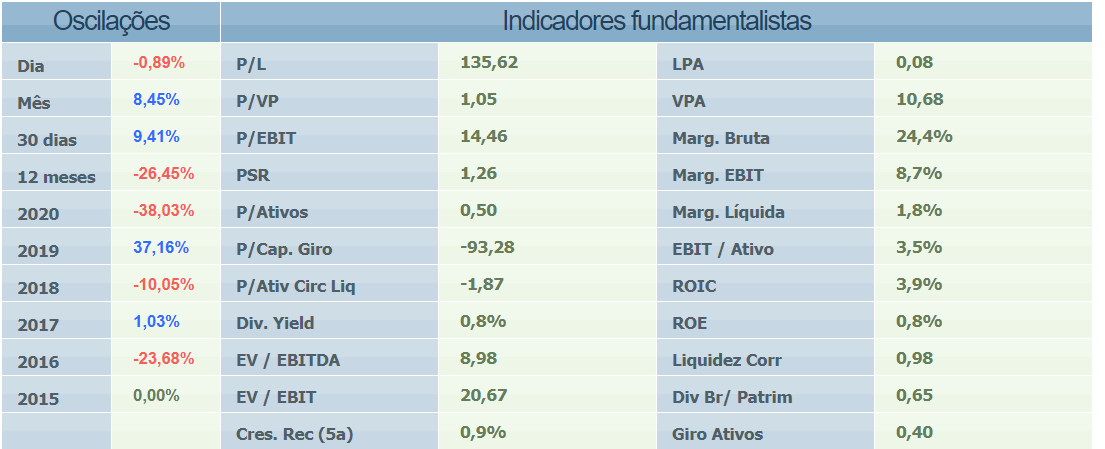 Oscilações Indicadores fundamentalistas
Dia -0,89% P/L 135,62 LPA 0,08
Mês 8,45% P/VP 1,05 VPA 10,68
30 dias 9,41% P/EBIT 14,46 Marg. Bruta 24,4%
12 meses -26,45% PSR 1,26 Marg. EBIT 8,7%
2020 -38,03% P/Ativos 0,50 Marg. Líquida 1,8%
2019 37,16% P/Cap. Giro -93,28 EBIT / Ativo 3,5%
2018 -10,05% P/Ativ Circ Liq -1,87 ROIC 3,9%
2017 1,03% Div. Yield 0,8% ROE 0,8%
2016 -23,68% EV / EBITDA 8,98 Liquidez Corr 0,98
2015 0,00% EV / EBIT 20,67 Div Br/ Patrim 0,65
Cres. Rec (5a) 0,9% Giro Ativos 0,40